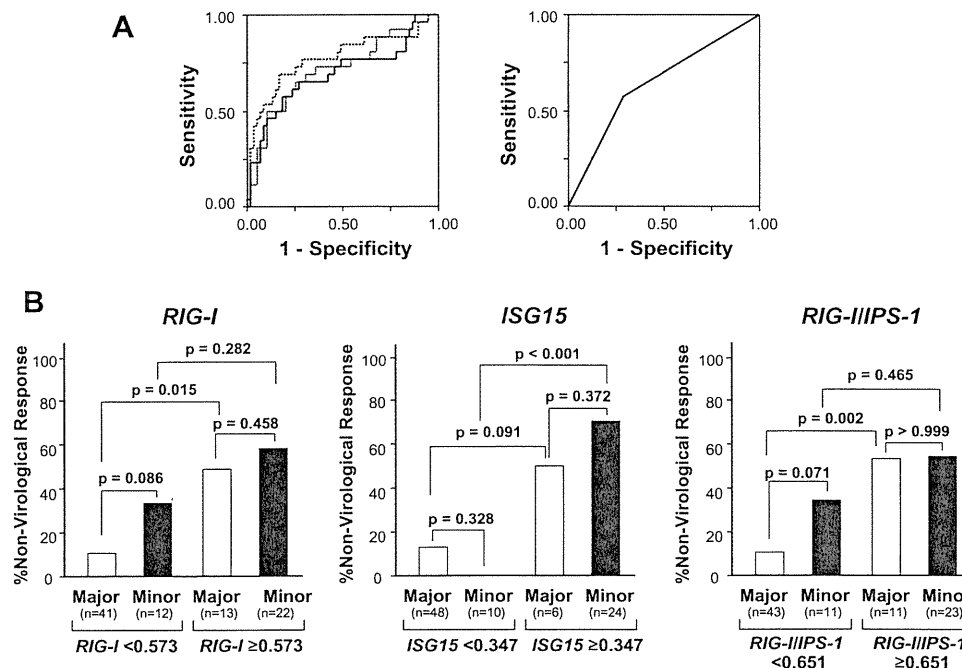 A
Sensitivity
1.00
0.50
0.00
0.00 0.50 1.00
1 - Specificity
Sensitivity
1.00
0.50
0.00
0.00 0.50 1.00
1 - Specificity
B
RIG-I
%Non-Virological Response
100
80
60
40
20
0
p = 0.282
p = 0.015
p = 0.458
p = 0.086
Major Minor Major Minor
(n=41) (n=12) (n=13) (n=22)
RIG-I <0.573 RIG-I ≥0.573
ISG15
%Non-Virological Response
100
80
60
40
20
0
p < 0.001
p = 0.372
p = 0.091
p = 0.328
Major Minor Major Minor
(n=48) (n=10) (n=6) (n=24)
ISG15 <0.347 ISG15 ≥0.347
RIG-I/IPS-1
%Non-Virological Response
100
80
60
40
20
0
p = 0.465
p = 0.002
p > 0.999
p = 0.071
Major Minor Major Minor
(n=43) (n=11) (n=11) (n=23)
RIG-I/IPS-1 RIG-I/IPS-1
<0.651 ≥0.651